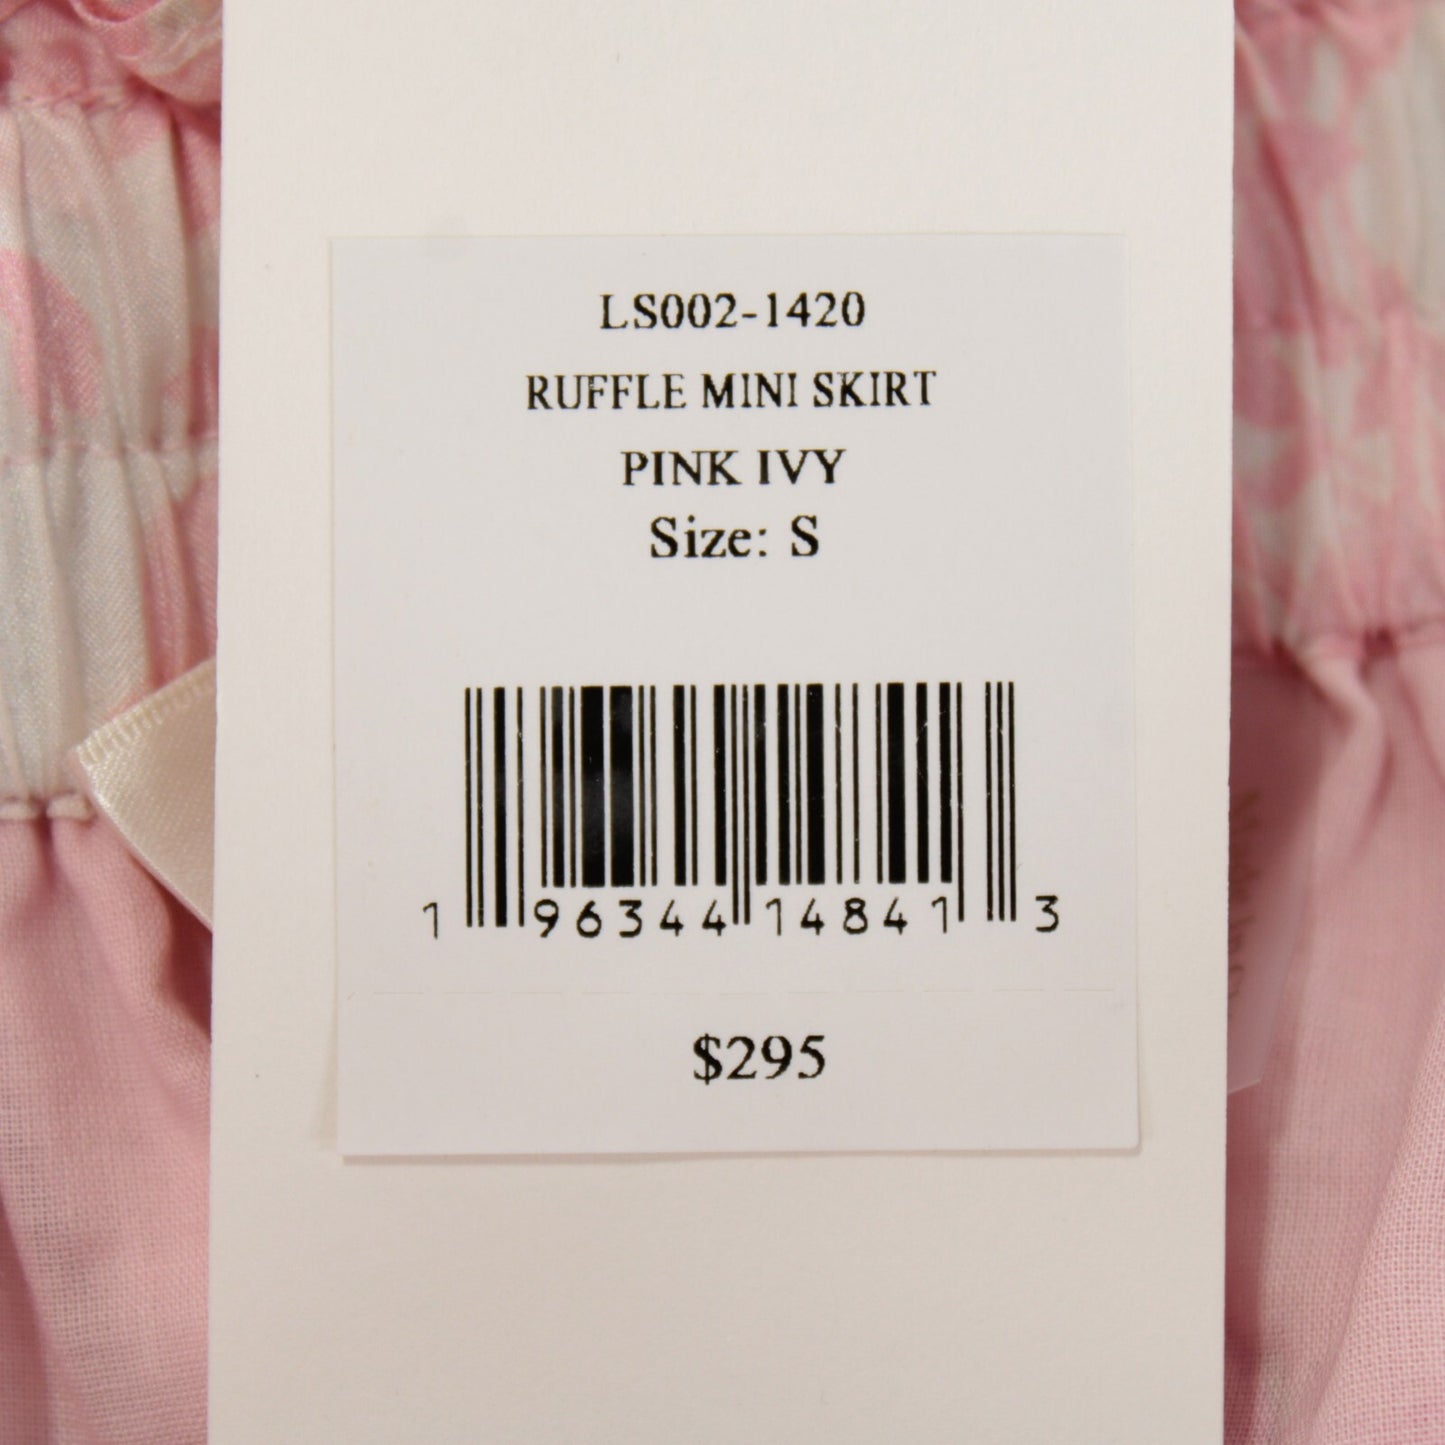 LS002-1420
RUFFLE MINI SKIRT
PINK IVY
Size: S
1 96344 14841 3
$295